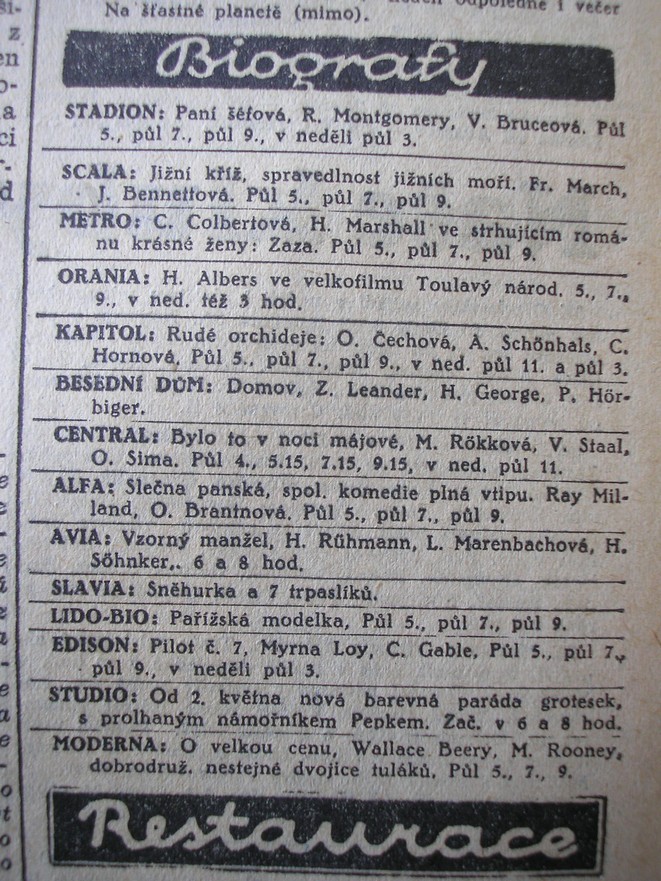 Na šťastné planetě (mimo).
odpoledne i večer
Biografy
STADION: Paní šéfová, R. Montgomery, V. Bruceová. Půl
5., půl 7., půl 9., v neděli půl 3.
SCALA: Jižní kříž, spravedlnost jižních moří. Fr. March,
J. Bennettová. Půl 5., půl 7., půl 9.
METRO: C. Colbertová, H. Marshall ve strhujícím romá-
nu krásné ženy: Zaza. Půl 5., půl 7., půl 9.
ORANIA: H. Albers ve velkofilmu Toulavý národ. 5., 7.,
9., v ned. též 3 hod.
KAPITOL: Rudé orchideje: O. Čechová, A. Schönhals, C.
Hornová. Půl 5., půl 7., půl 9., v ned. půl 11. a půl 3.
BESEDNÍ DŮM: Domov, Z. Leander, H. George, P. Hör-
biger.
CENTRAL: Bylo to v noci májové, M. Rökková, V. Staal,
O. Sima. Půl 4., 5.15, 7.15, 9.15, v ned. půl 11.
ALFA: Slečna panská, spol. komedie plná vtipu. Ray Mil-
land, O. Brantnová. Půl 5., půl 7., půl 9.
AVIA: Vzorný manžel, H. Rühmann, L. Marenbachová, H.
Söhnker,. 6 a 8 hod.
SLAVIA: Sněhurka a 7 trpaslíků.
LIDO-BIO: Pařížská modelka, Půl 5., půl 7., půl 9.
EDISON: Pilot č. 7, Myrna Loy, C. Gable, Půl 5., půl 7.,
půl 9., v neděli půl 3.
STUDIO: Od 2. května nová barevná paráda grotesek,
s prolhaným námořníkem Pepkem. Zač. v 6 a 8 hod.
MODERNA: O velkou cenu, Wallace Beery, M. Rooney,
dobrodruž. nestejné dvojice tuláků, Půl 5., 7., 9.
Restaurace